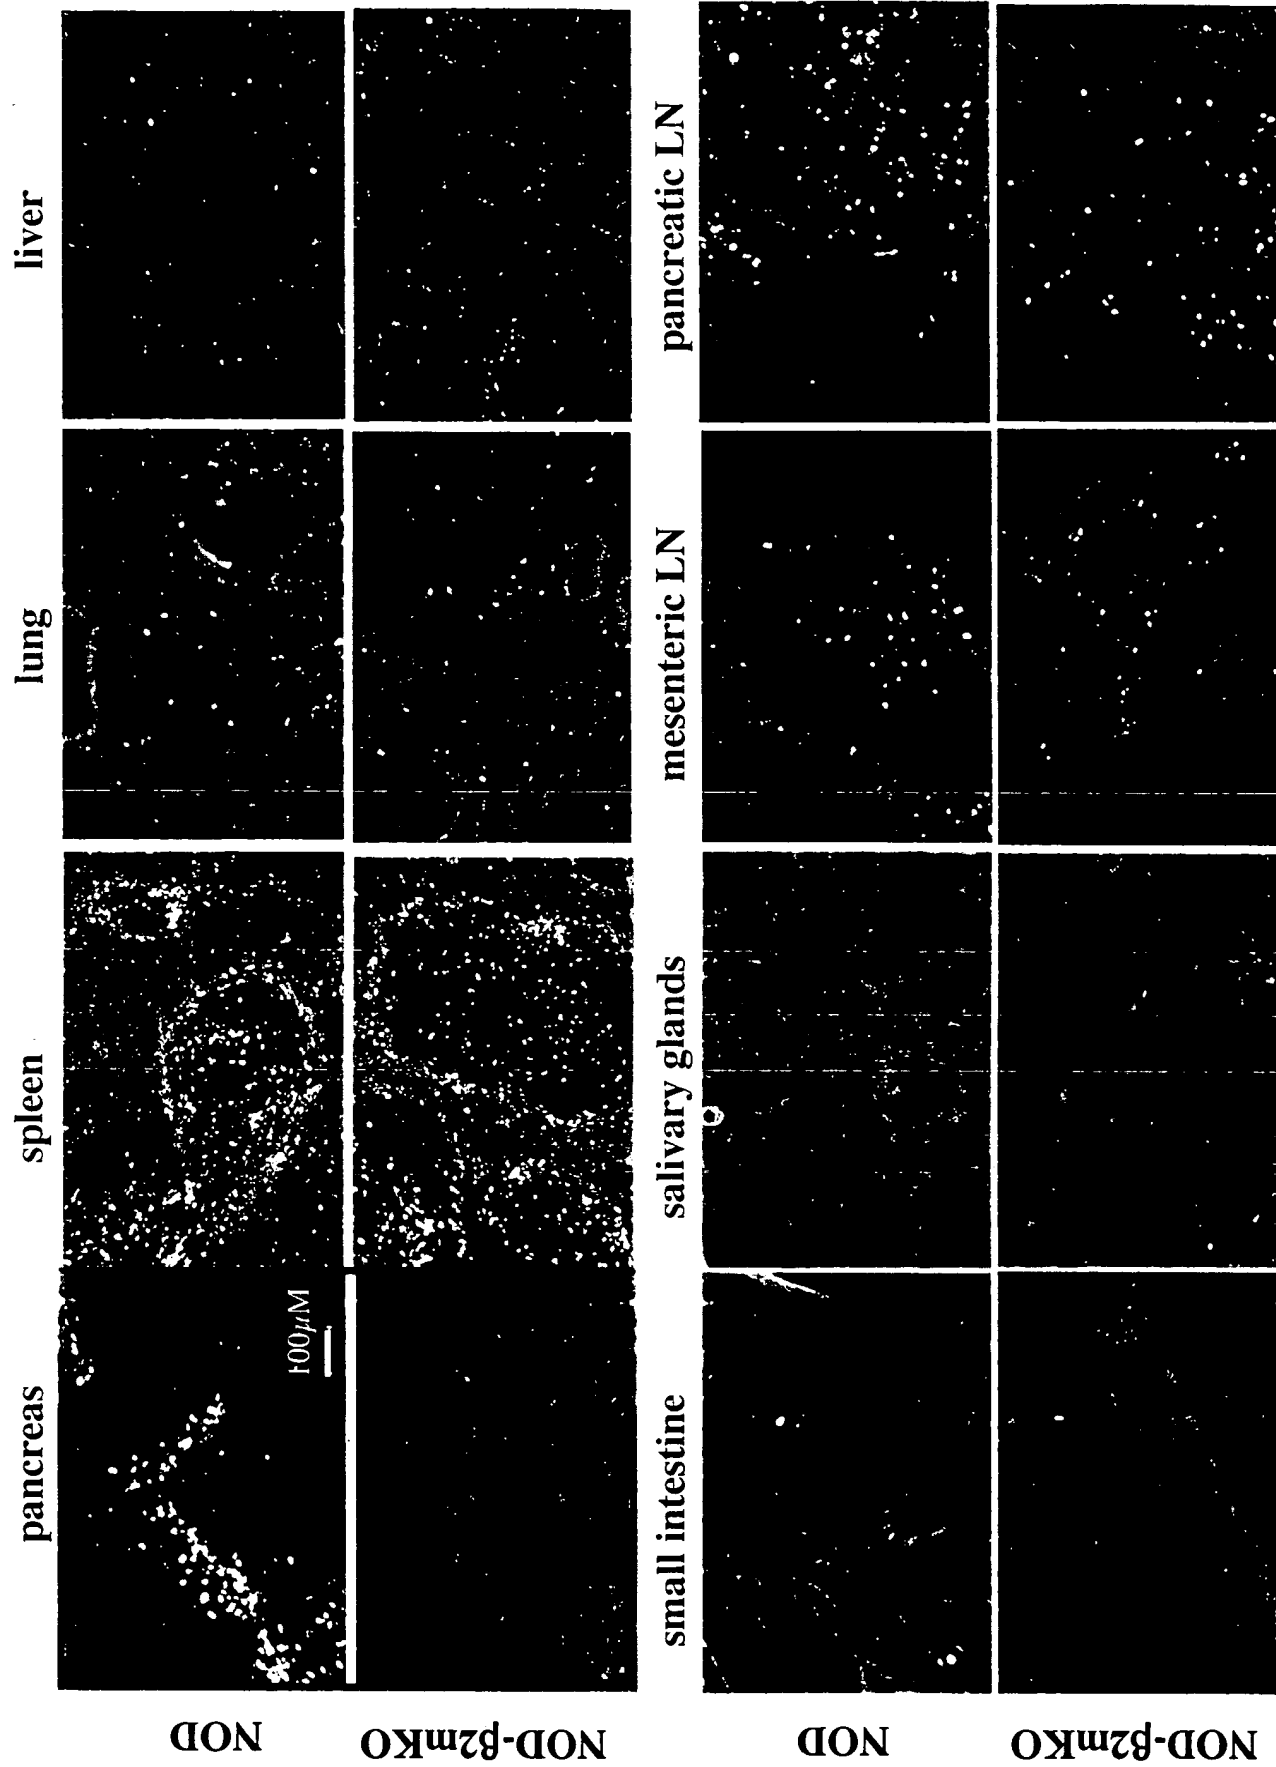 pancreas spleen lung liver
NOD
100µM
NOD-β2mKO
small intestine salivary glands mesenteric LN pancreatic LN
NOD
NOD-β2mKO